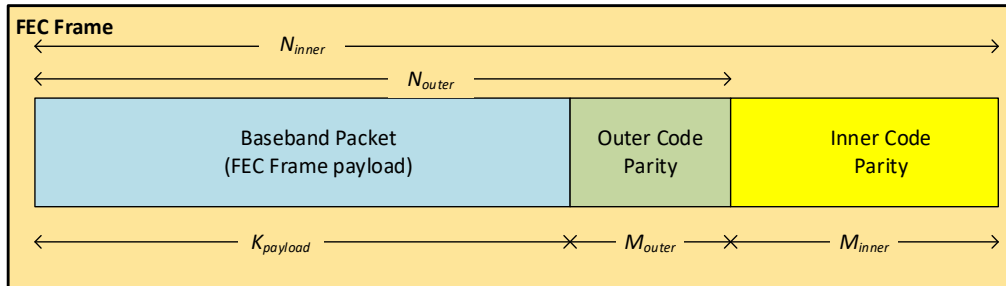 FEC Frame
Ninner
Nouter
Baseband Packet
(FEC Frame payload)
Outer Code
Parity
Inner Code
Parity
Kpayload
Mouter
Minner